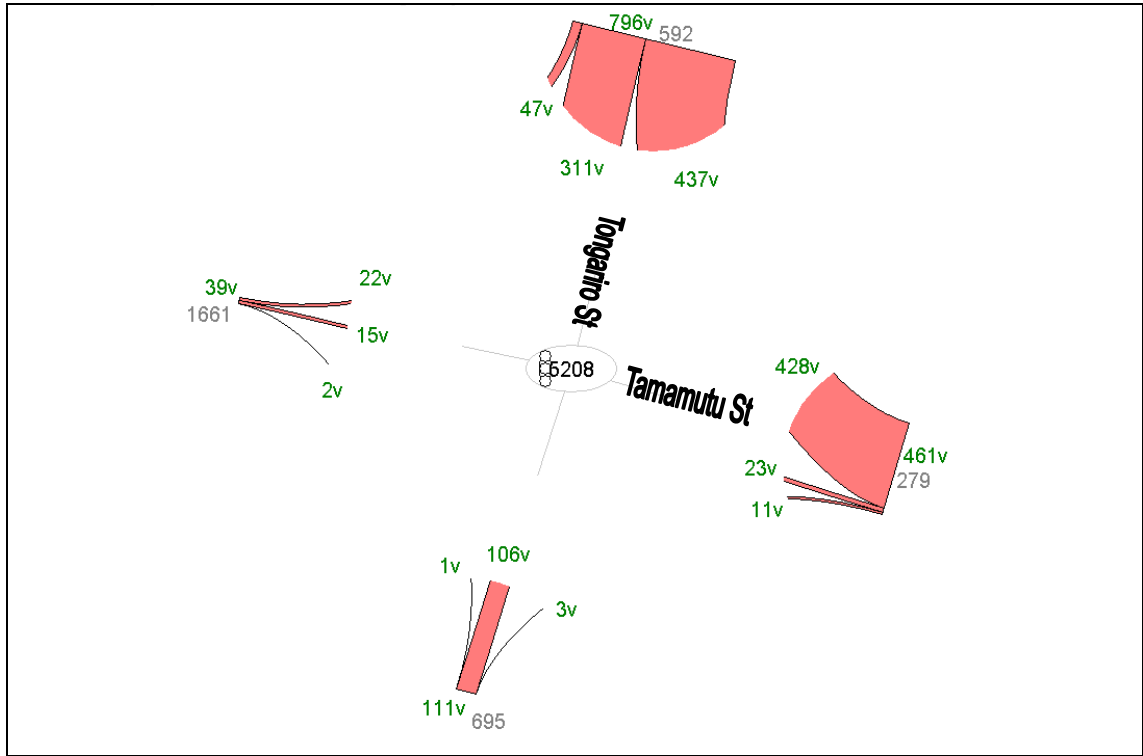 796v
592
47v
311v
437v
Tongariro St
39v
22v
1661
15v
2v
5208
Tamamutu St
428v
461v
23v
279
11v
106v
1v
3v
111v
695